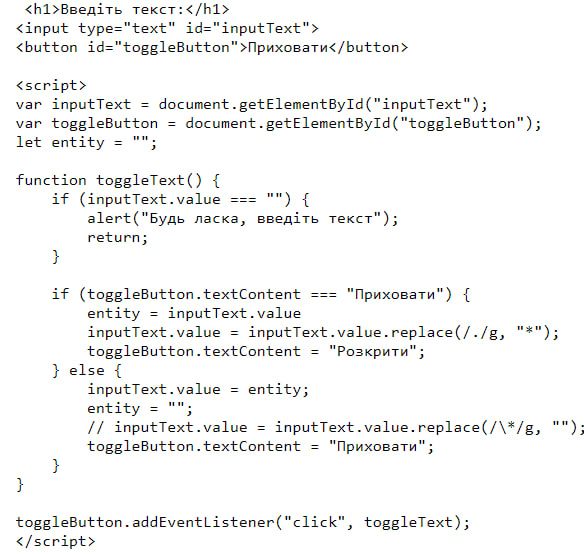 <h1>Введіть текст:</h1>
<input type="text" id="inputText">
<button id="toggleButton">Приховати</button>

<script>
var inputText = document.getElementById("inputText");
var toggleButton = document.getElementById("toggleButton");
let entity = "";

function toggleText() {
    if (inputText.value === "") {
        alert("Будь ласка, введіть текст");
        return;
    }

    if (toggleButton.textContent === "Приховати") {
        entity = inputText.value
        inputText.value = inputText.value.replace(/./g, "*");
        toggleButton.textContent = "Розкрити";
    } else {
        inputText.value = entity;
        entity = "";
        // inputText.value = inputText.value.replace(/\*/g, "");
        toggleButton.textContent = "Приховати";
    }
}

toggleButton.addEventListener("click", toggleText);
</script>